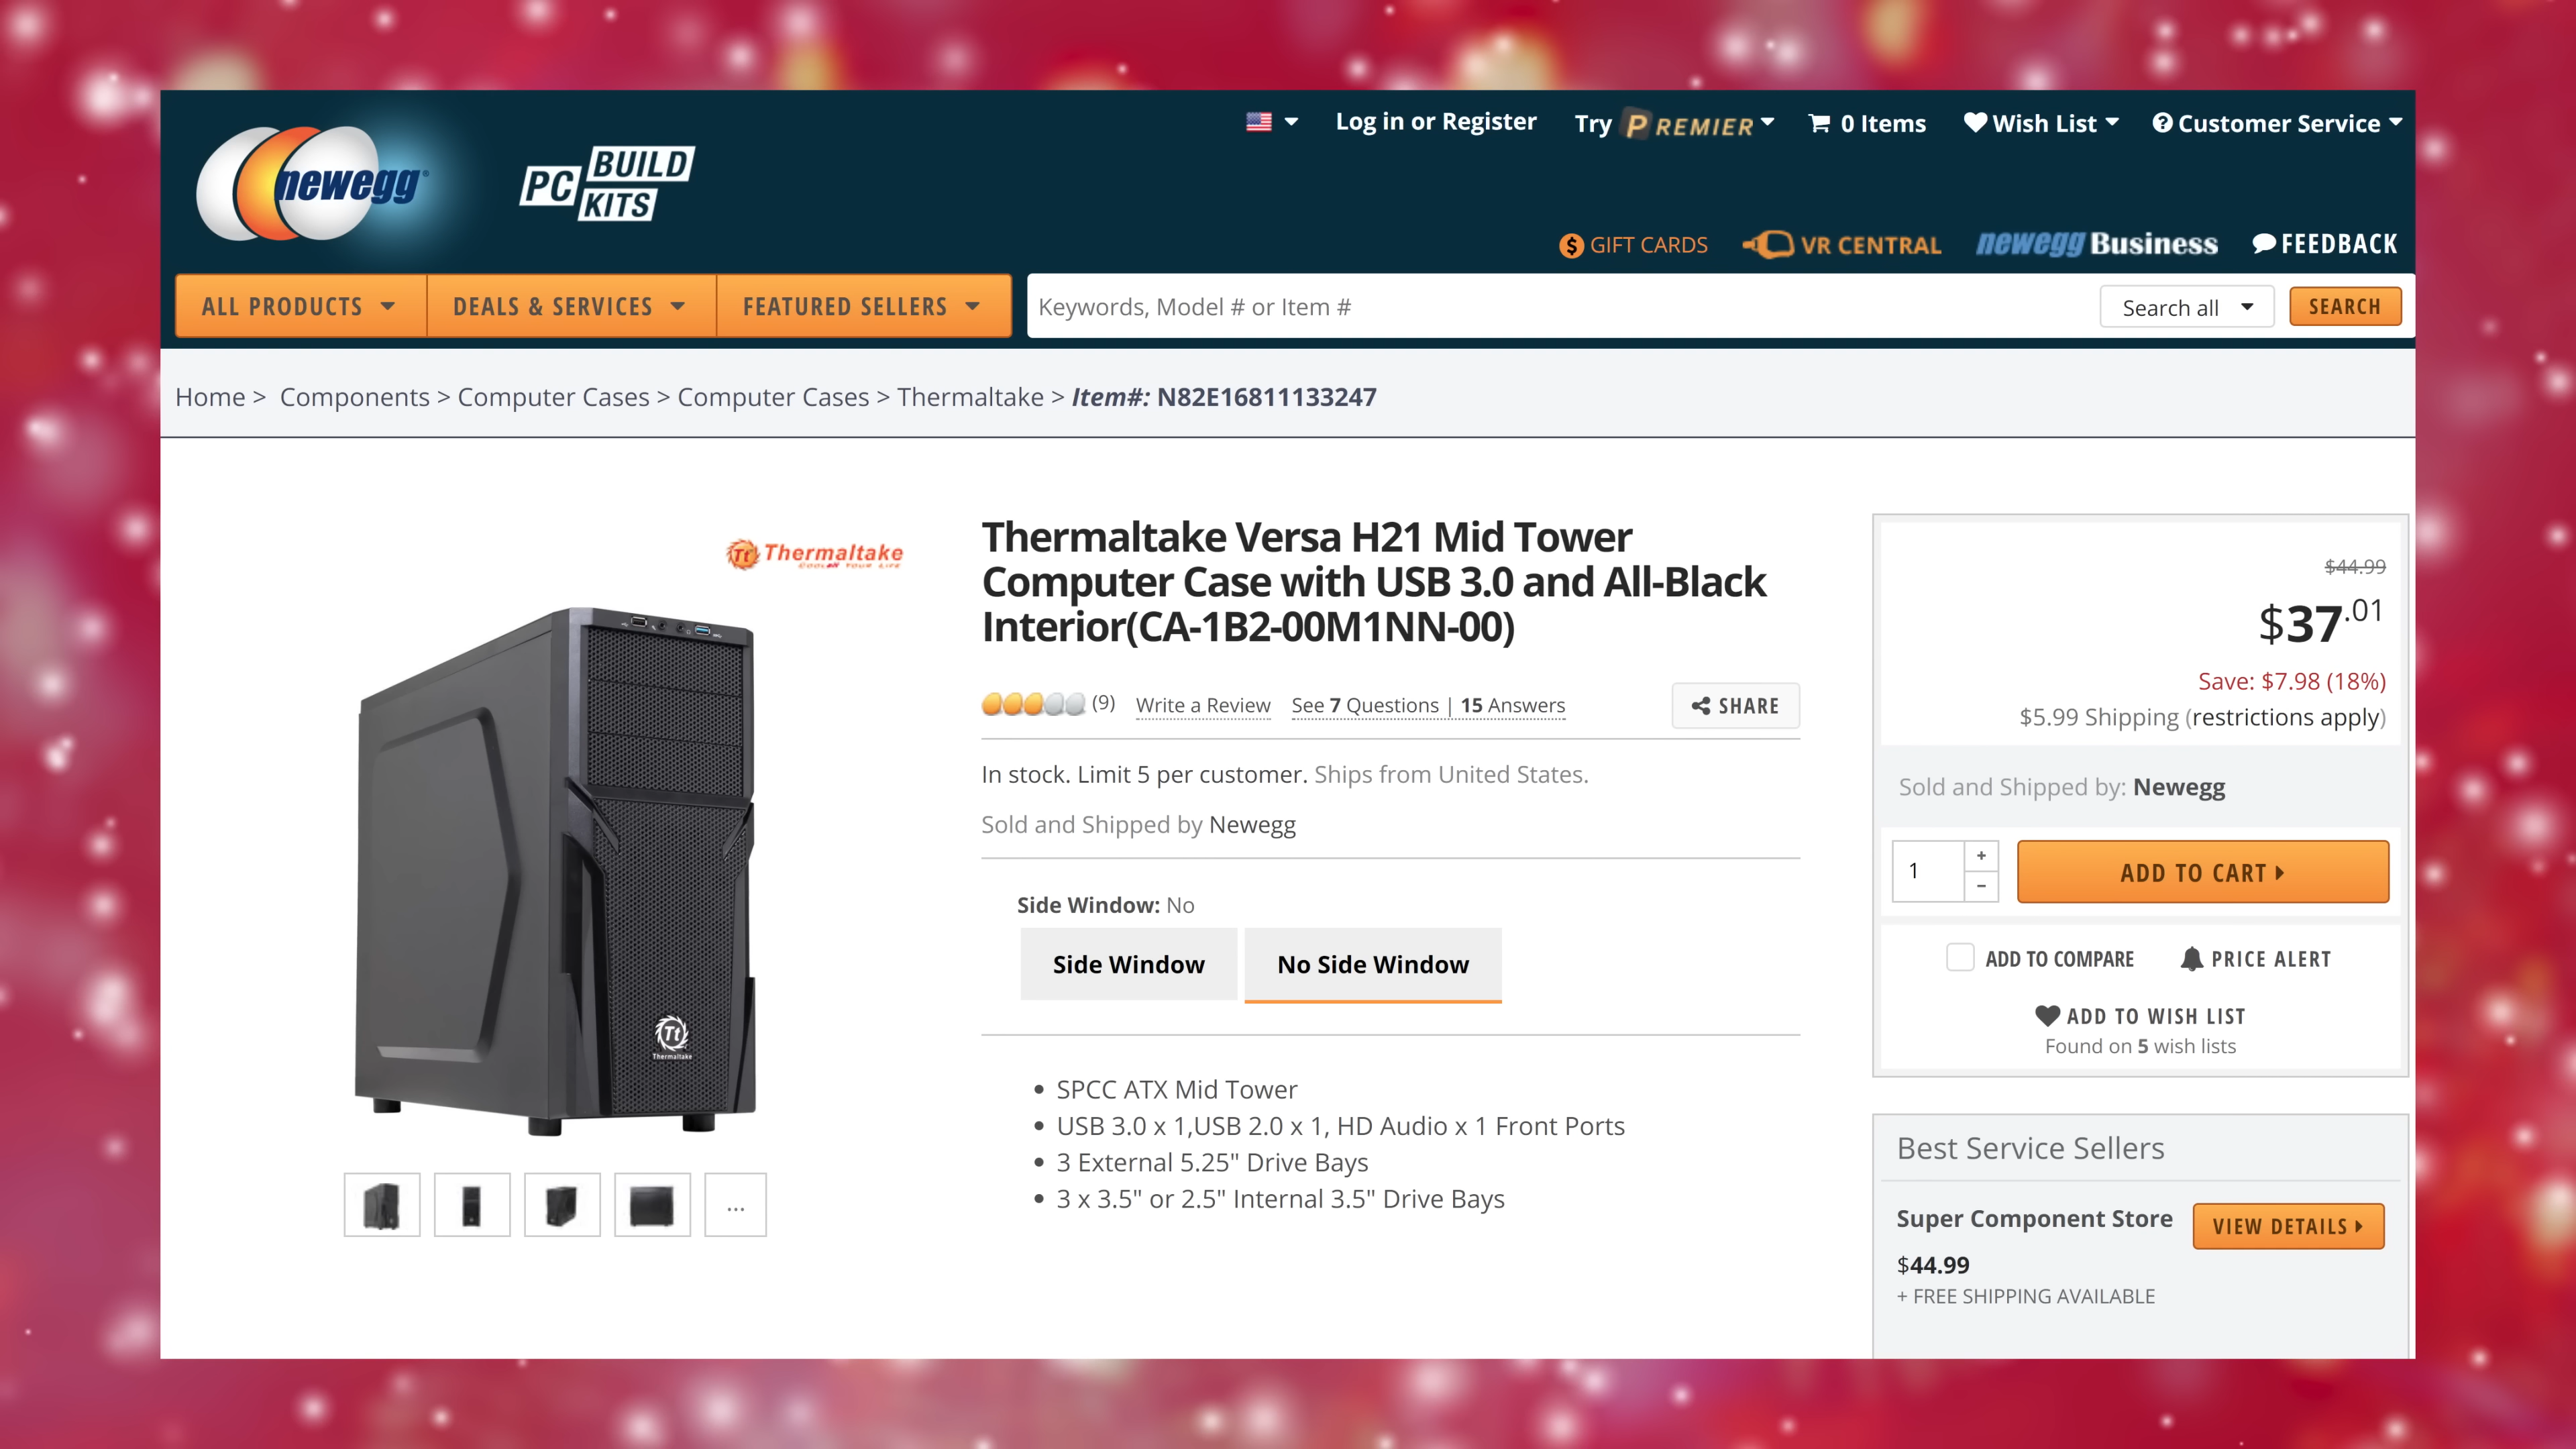 Log in or Register
Try PREMIER
0 Items
Wish List
Customer Service
newegg
PC BUILD KITS
GIFT CARDS
VR CENTRAL
newegg Business
FEEDBACK
ALL PRODUCTS
DEALS & SERVICES
FEATURED SELLERS
Keywords, Model # or Item #
Search all
SEARCH
Home > Components > Computer Cases > Computer Cases > Thermaltake > Item#: N82E16811133247
Tt Thermaltake
COOL ALL YOUR LIFE
Thermaltake Versa H21 Mid Tower
Computer Case with USB 3.0 and All-Black
Interior(CA-1B2-00M1NN-00)
(9) Write a Review See 7 Questions | 15 Answers
SHARE
In stock. Limit 5 per customer. Ships from United States.
Sold and Shipped by Newegg
Side Window: No
Side Window
No Side Window
SPCC ATX Mid Tower
USB 3.0 x 1,USB 2.0 x 1, HD Audio x 1 Front Ports
3 External 5.25" Drive Bays
3 x 3.5" or 2.5" Internal 3.5" Drive Bays
Tt
Thermaltake
...
$44.99
$37.01
Save: $7.98 (18%)
$5.99 Shipping (restrictions apply)
Sold and Shipped by: Newegg
1
+
−
ADD TO CART
ADD TO COMPARE
PRICE ALERT
ADD TO WISH LIST
Found on 5 wish lists
Best Service Sellers
Super Component Store
VIEW DETAILS
$44.99
+ FREE SHIPPING AVAILABLE